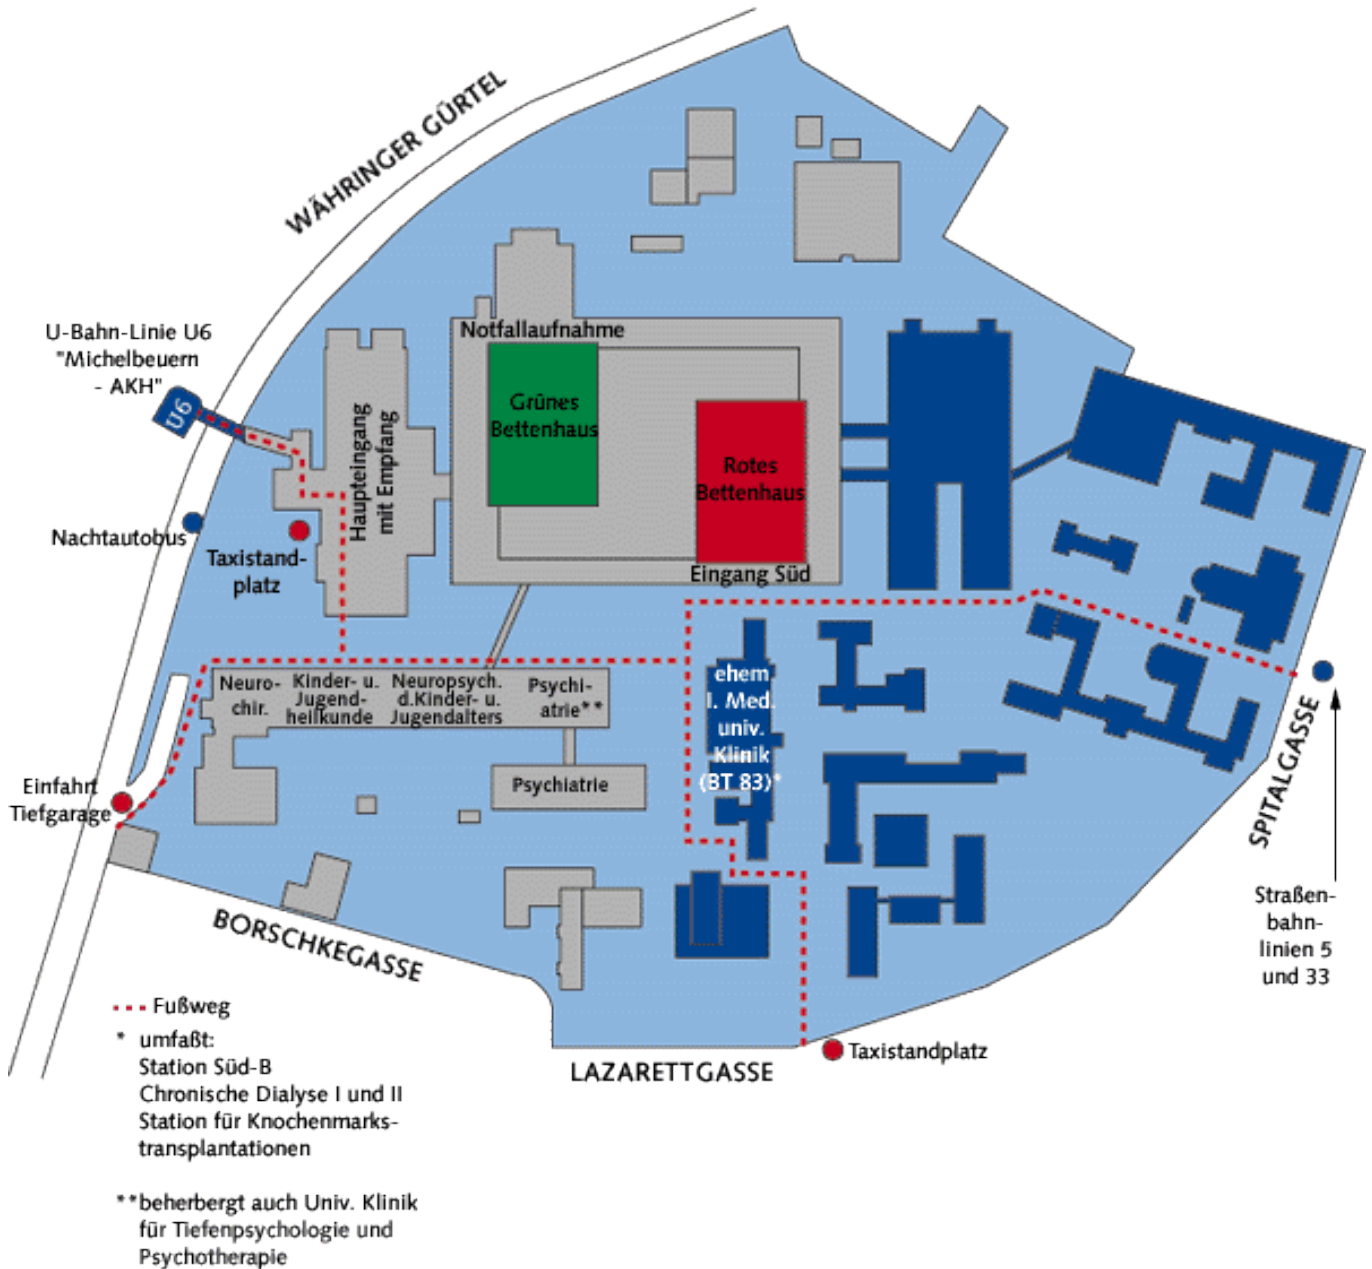 WÄHRINGER GÜRTEL
U-Bahn-Linie U6
"Michelbeuern
- AKH"
U6
Notfallaufnahme
Grünes
Bettenhaus
Haupteingang
mit Empfang
Rotes
Bettenhaus
Eingang Süd
Nachtautobus
Taxistand-
platz
Neuro-
chir.
Kinder- u.
Jugend-
heilkunde
Neuropsych.
d.Kinder- u.
Jugendalters
Psychi-
atrie**
ehem
I. Med.
univ.
Klinik
(BT 83)*
Psychiatrie
Einfahrt
Tiefgarage
SPITALGASSE
Straßen-
bahn-
linien 5
und 33
BORSCHKEGASSE
LAZARETTGASSE
Taxistandplatz
Fußweg
* umfaßt:
Station Süd-B
Chronische Dialyse I und II
Station für Knochenmarks-
transplantationen
**beherbergt auch Univ. Klinik
für Tiefenpsychologie und
Psychotherapie